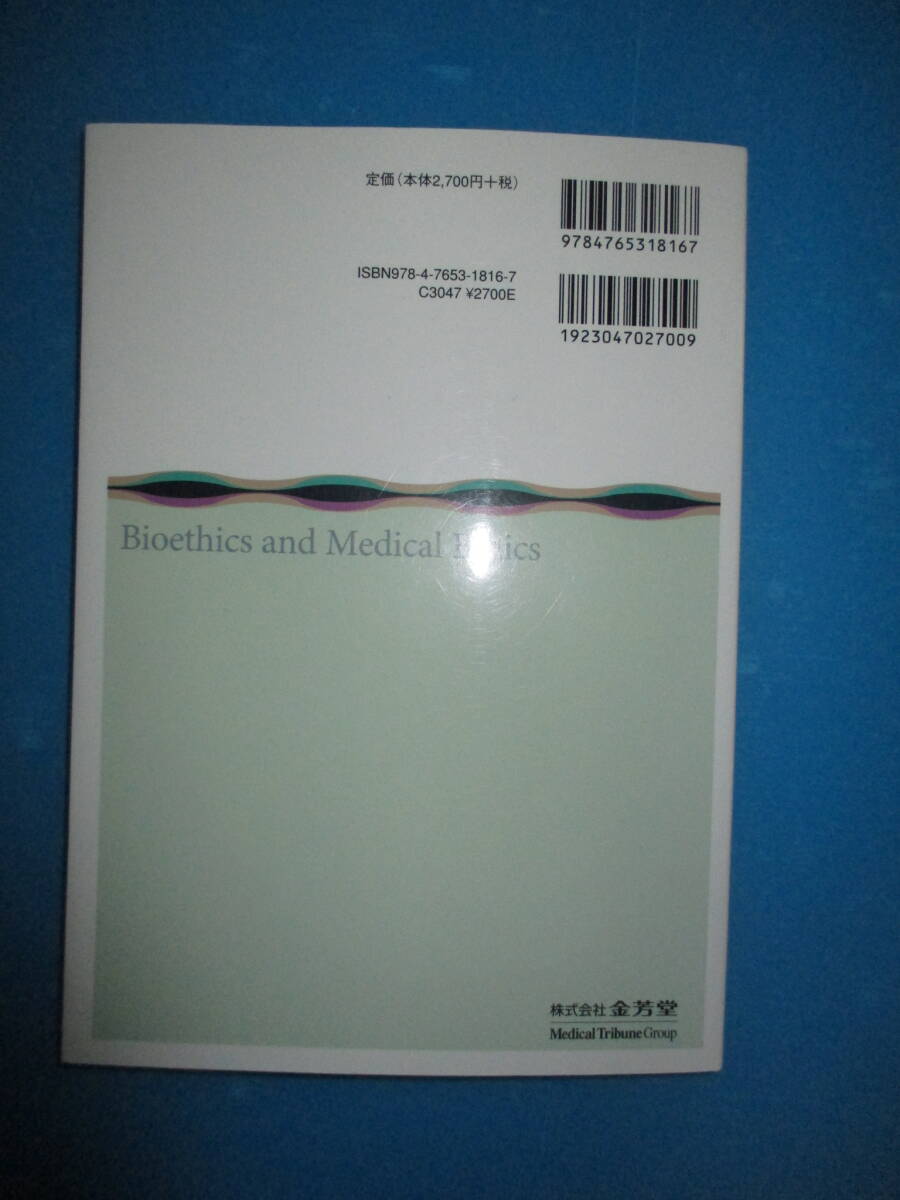 定価(本体2,700円+税)
9784765318167
ISBN978-4-7653-1816-7
C3047 ¥2700E
1923047027009
Bioethics and Medical Ethics
株式会社 金芳堂
Medical Tribune Group